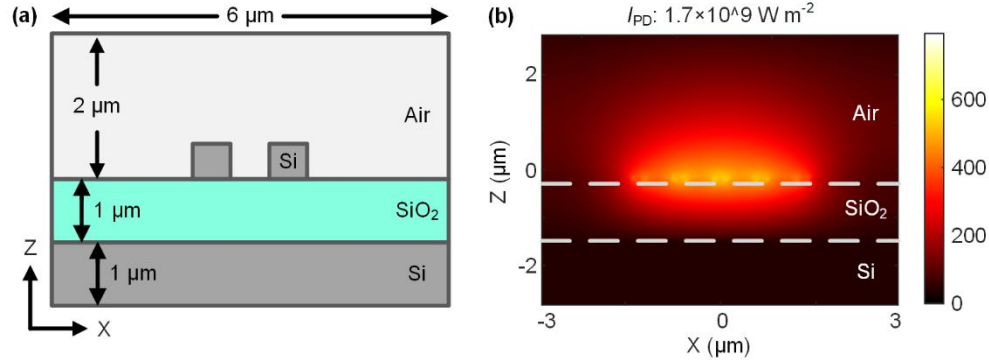 (a)
6 µm
2 µm
Air
Si
1 µm
SiO₂
1 µm
Si
Z
X
(b)
I_PD: 1.7×10^9 W m⁻²
2
0
-2
Z (µm)
Air
SiO₂
Si
-3
0
3
X (µm)
600
400
200
0